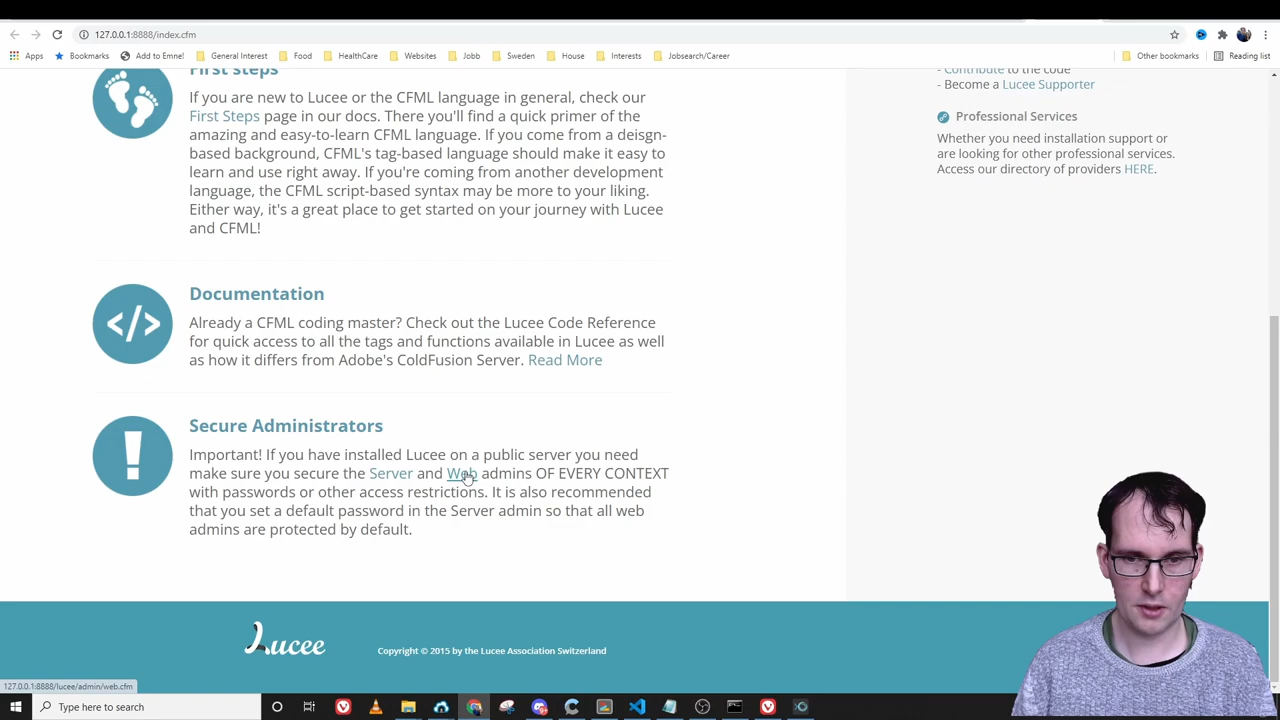 127.0.0.1:8888/index.cfm
Apps
Bookmarks
Add to Emne!
General Interest
Food
HealthCare
Websites
Jobb
Sweden
House
Interests
Jobsearch/Career
Other bookmarks
Reading list
First steps
If you are new to Lucee or the CFML language in general, check our
First Steps page in our docs. There you'll find a quick primer of the
amazing and easy-to-learn CFML language. If you come from a deisgn-
based background, CFML's tag-based language should make it easy to
learn and use right away. If you're coming from another development
language, the CFML script-based syntax may be more to your liking.
Either way, it's a great place to get started on your journey with Lucee
and CFML!
Documentation
Already a CFML coding master? Check out the Lucee Code Reference
for quick access to all the tags and functions available in Lucee as well
as how it differs from Adobe's ColdFusion Server. Read More
Secure Administrators
Important! If you have installed Lucee on a public server you need
make sure you secure the Server and Web admins OF EVERY CONTEXT
with passwords or other access restrictions. It is also recommended
that you set a default password in the Server admin so that all web
admins are protected by default.
- Contribute to the code
- Become a Lucee Supporter
Professional Services
Whether you need installation support or
are looking for other professional services.
Access our directory of providers HERE.
Lucee
Copyright © 2015 by the Lucee Association Switzerland
127.0.0.1:8888/lucee/admin/web.cfm
Type here to search